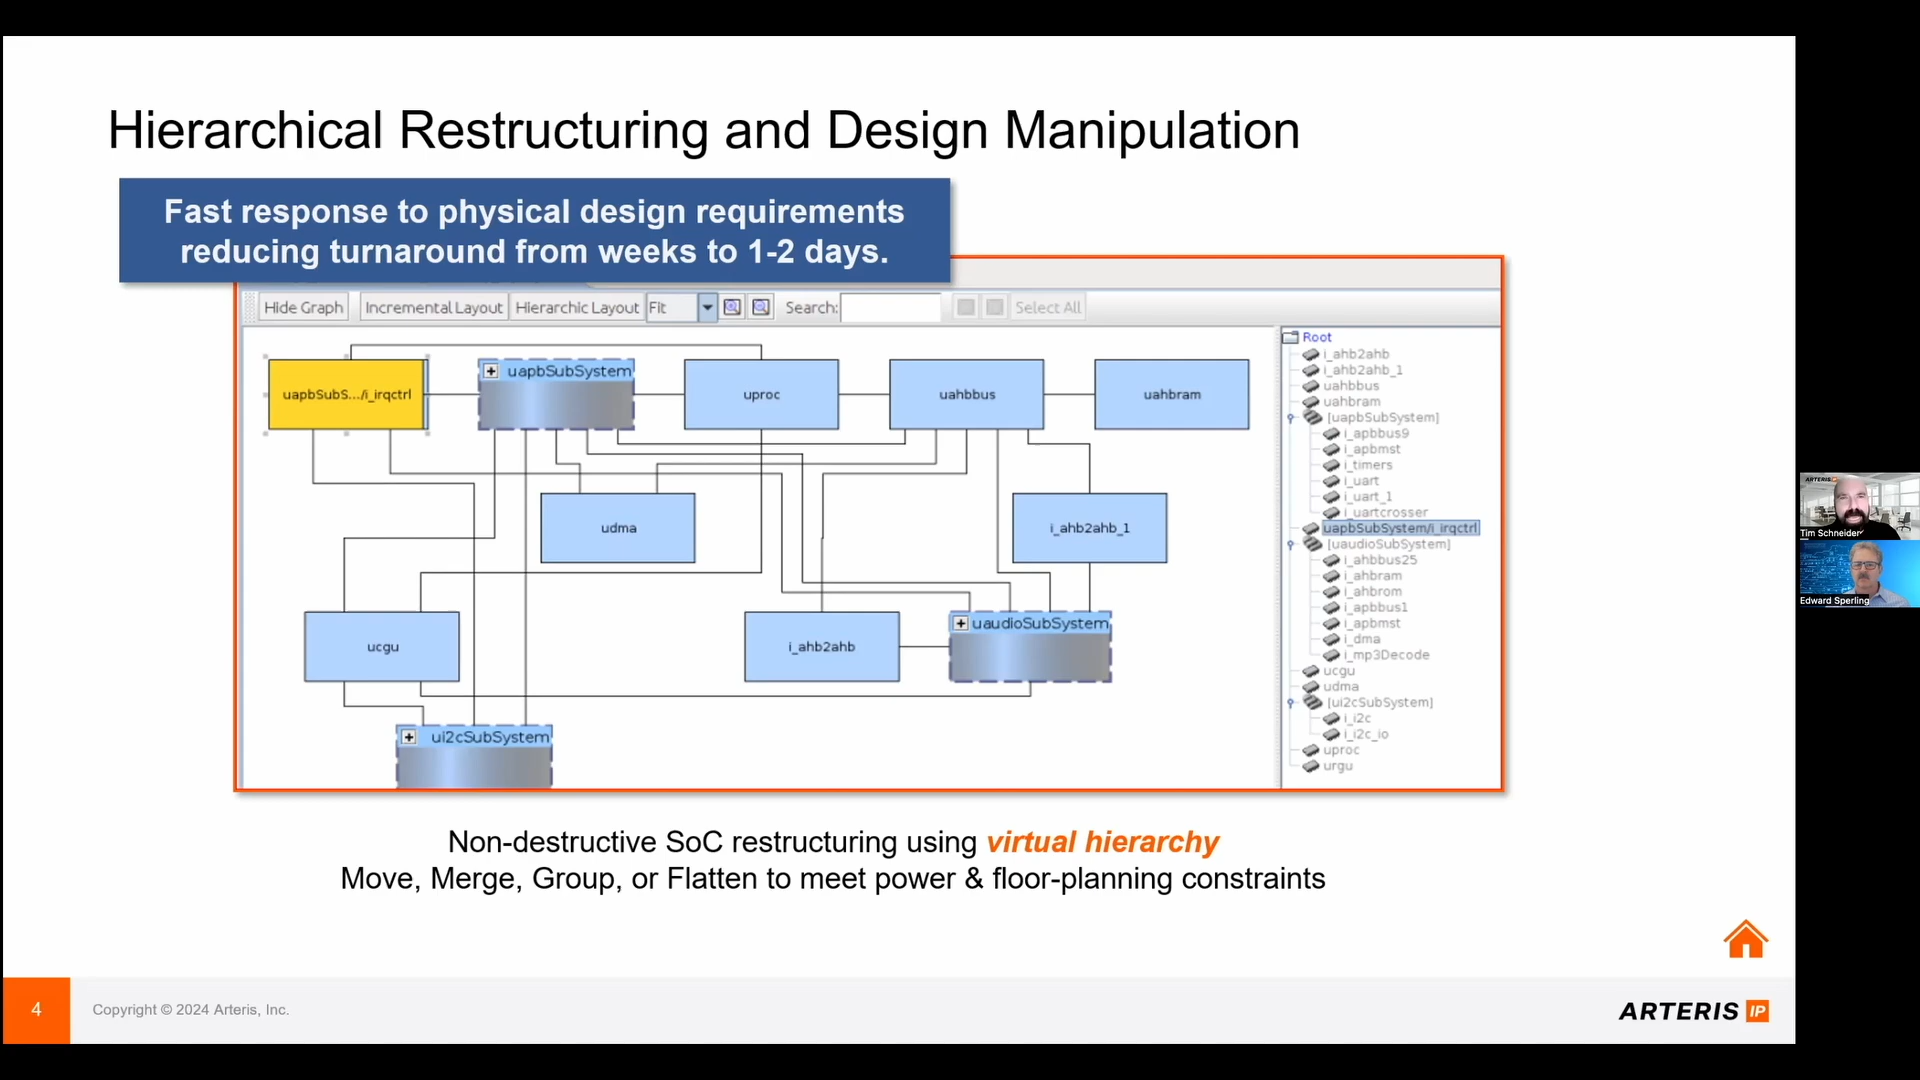 Hierarchical Restructuring and Design Manipulation
Fast response to physical design requirements
reducing turnaround from weeks to 1-2 days.
Hide Graph Incremental Layout Hierarchic Layout Fit Search: Select All
uapbSubS.../i_irqctrl
uapbSubSystem
uproc
uahbbus
uahbram
udma
i_ahb2ahb_1
ucgu
i_ahb2ahb
uaudioSubSystem
ui2cSubSystem
Root
i_ahb2ahb
i_ahb2ahb_1
uahbbus
uahbram
[uapbSubSystem]
i_apbbus9
i_apbmst
i_timers
i_uart
i_uart_1
i_uartcrosser
uapbSubSystem/i_irqctrl
[uaudioSubSystem]
i_ahbbus25
i_ahbram
i_ahbrom
i_apbbus1
i_apbmst
i_dma
i_mp3Decode
ucgu
udma
[ui2cSubSystem]
i_i2c
i_i2c_io
uproc
urgu
Non-destructive SoC restructuring using virtual hierarchy
Move, Merge, Group, or Flatten to meet power & floor-planning constraints
4
Copyright © 2024 Arteris, Inc.
ARTERIS IP
ARTERIS
Tim Schneider
Edward Sperling